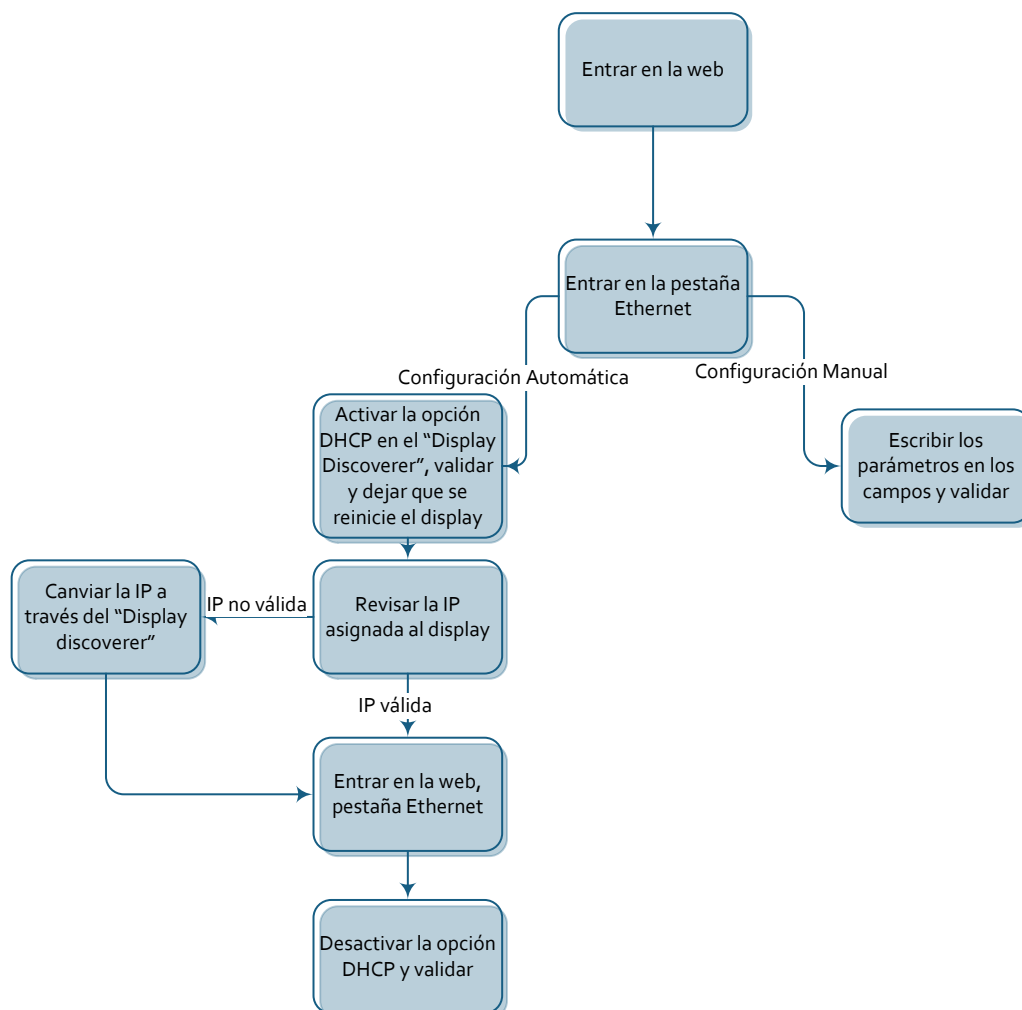 Entrar en la web
Entrar en la pestaña
Ethernet
Configuración Automática
Configuración Manual
Activar la opción
DHCP en el “Display
Discoverer”, validar
y dejar que se
reinicie el display
Escribir los
parámetros en los
campos y validar
Canviar la IP a
través del “Display
discoverer”
IP no válida
Revisar la IP
asignada al display
IP válida
Entrar en la web,
pestaña Ethernet
Desactivar la opción
DHCP y validar